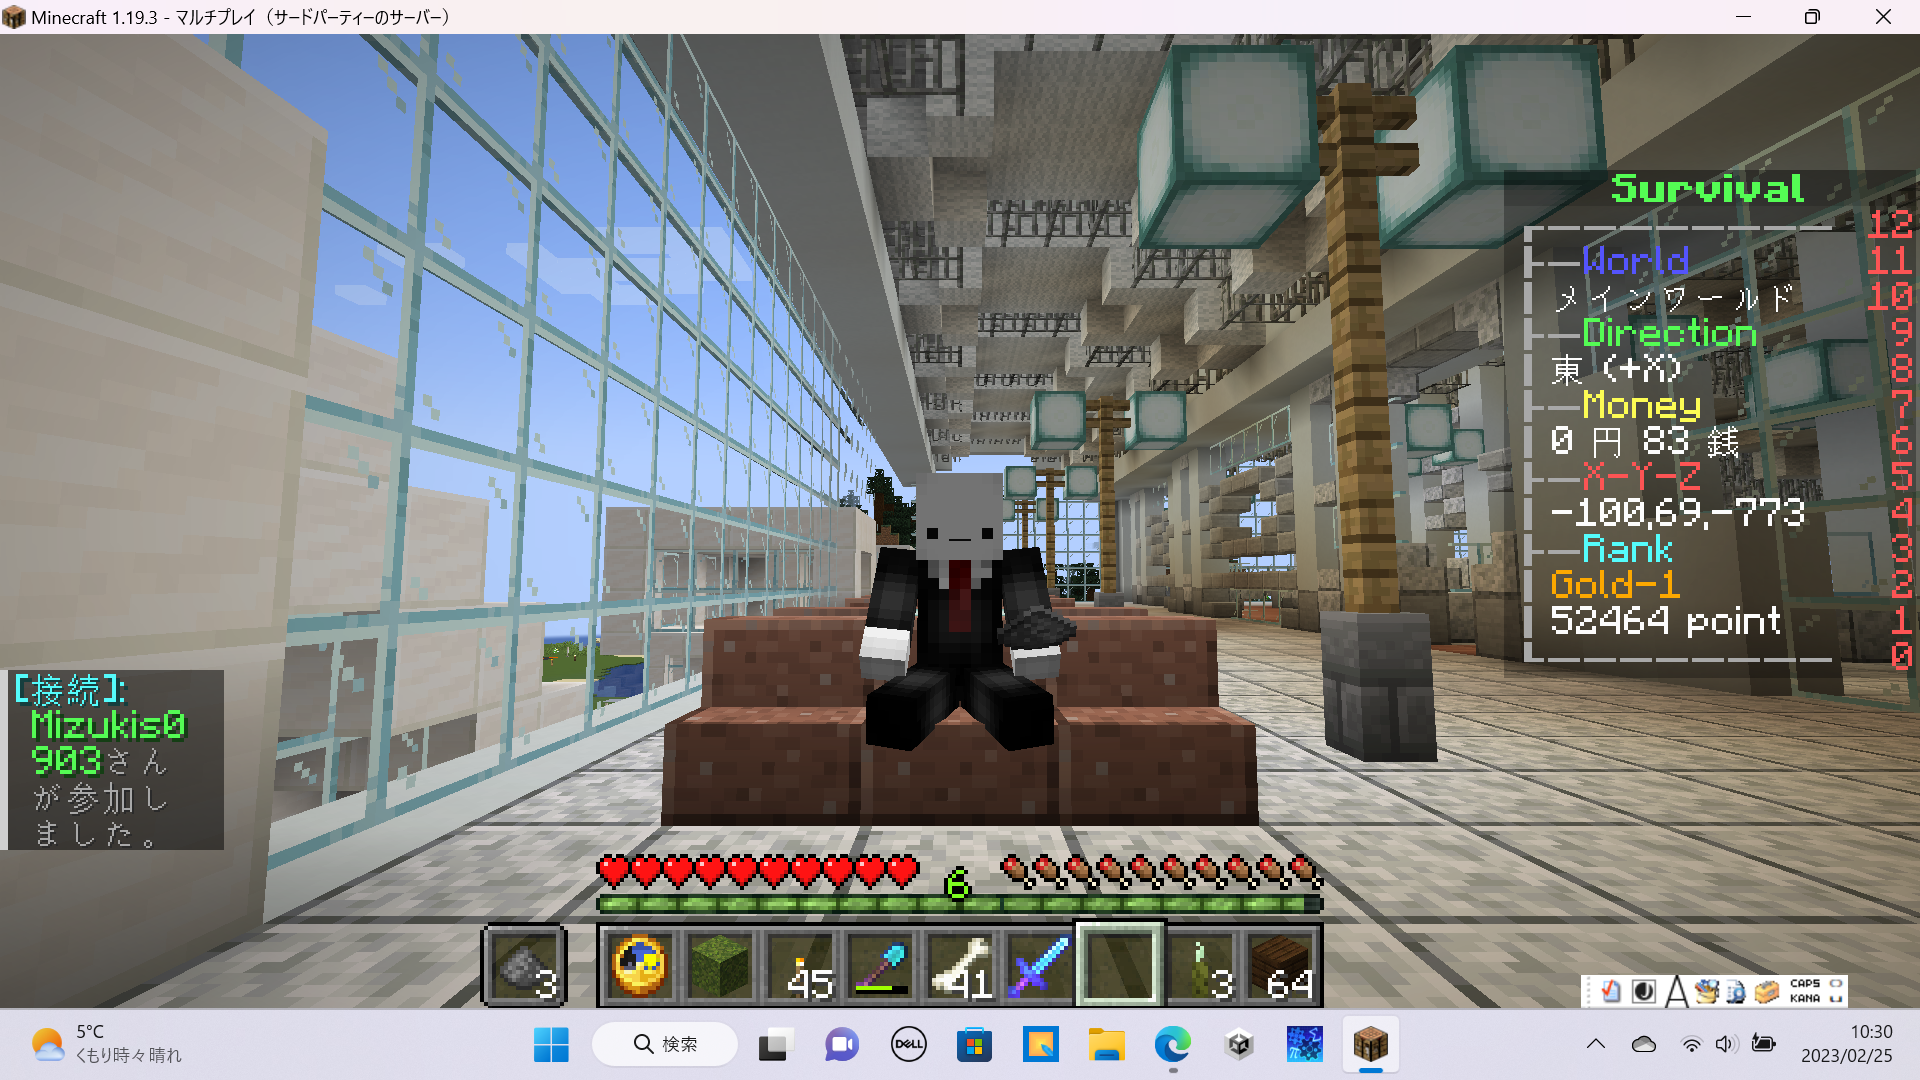 Minecraft 1.19.3 - マルチプレイ（サードパーティーのサーバー）
Survival
12
World 11
メインワールド 10
Direction 9
東 (+X) 8
Money 7
0 円 83 銭 6
X-Y-Z 5
-100,69,-773 4
Rank 3
Gold-1 2
52464 point 1
0
[接続]:
Mizukis0
903さん
が参加し
ました。
6
3
45
41
3
64
A
CAPS
KANA
5°C
くもり時々晴れ
検索
DELL
10:30
2023/02/25